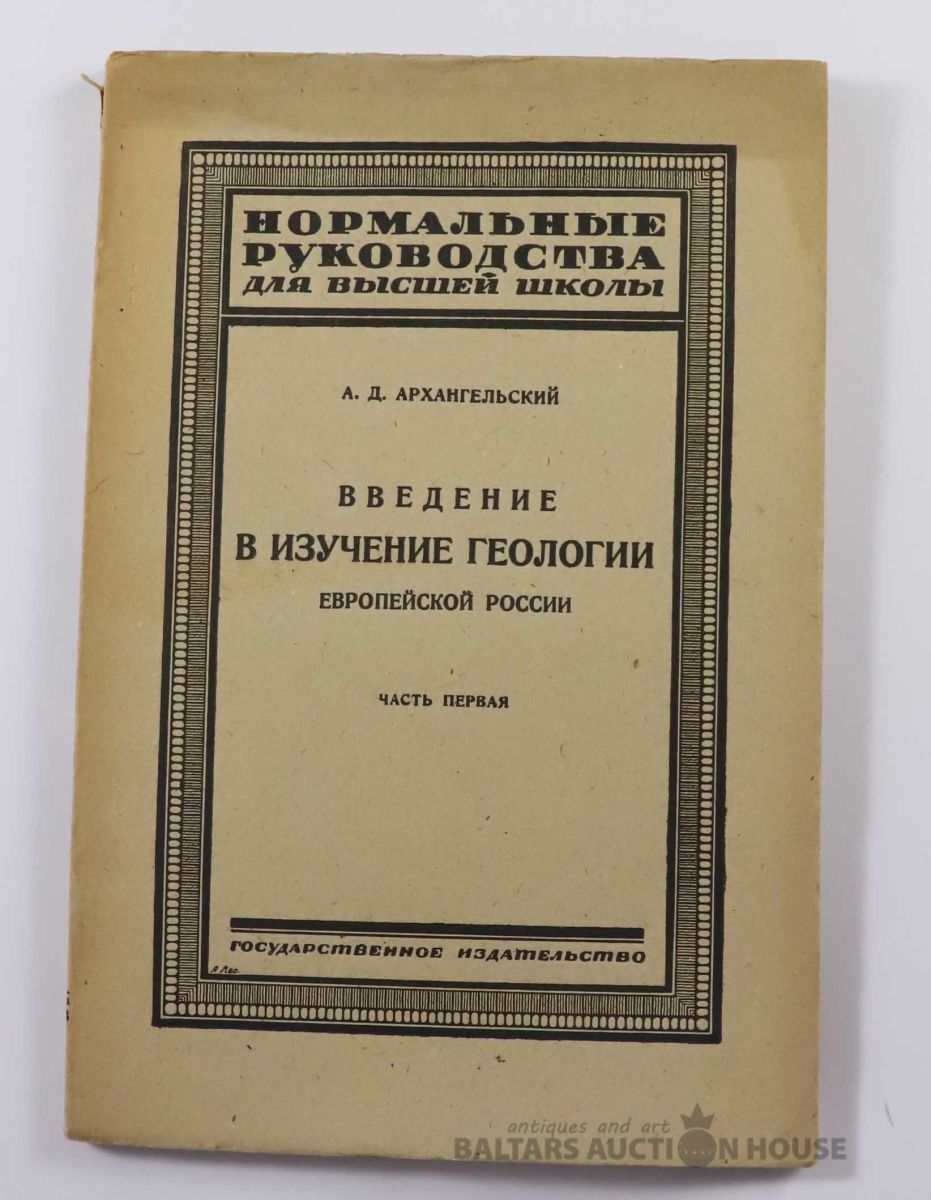 НОРМАЛЬНЫЕ
РУКОВОДСТВА
ДЛЯ ВЫСШЕЙ ШКОЛЫ
А. Д. АРХАНГЕЛЬСКИЙ
ВВЕДЕНИЕ
В ИЗУЧЕНИЕ ГЕОЛОГИИ
ЕВРОПЕЙСКОЙ РОССИИ
ЧАСТЬ ПЕРВАЯ
ГОСУДАРСТВЕННОЕ ИЗДАТЕЛЬСТВО
А Лео.
antiques and art
BALTARS AUCTION HOUSE